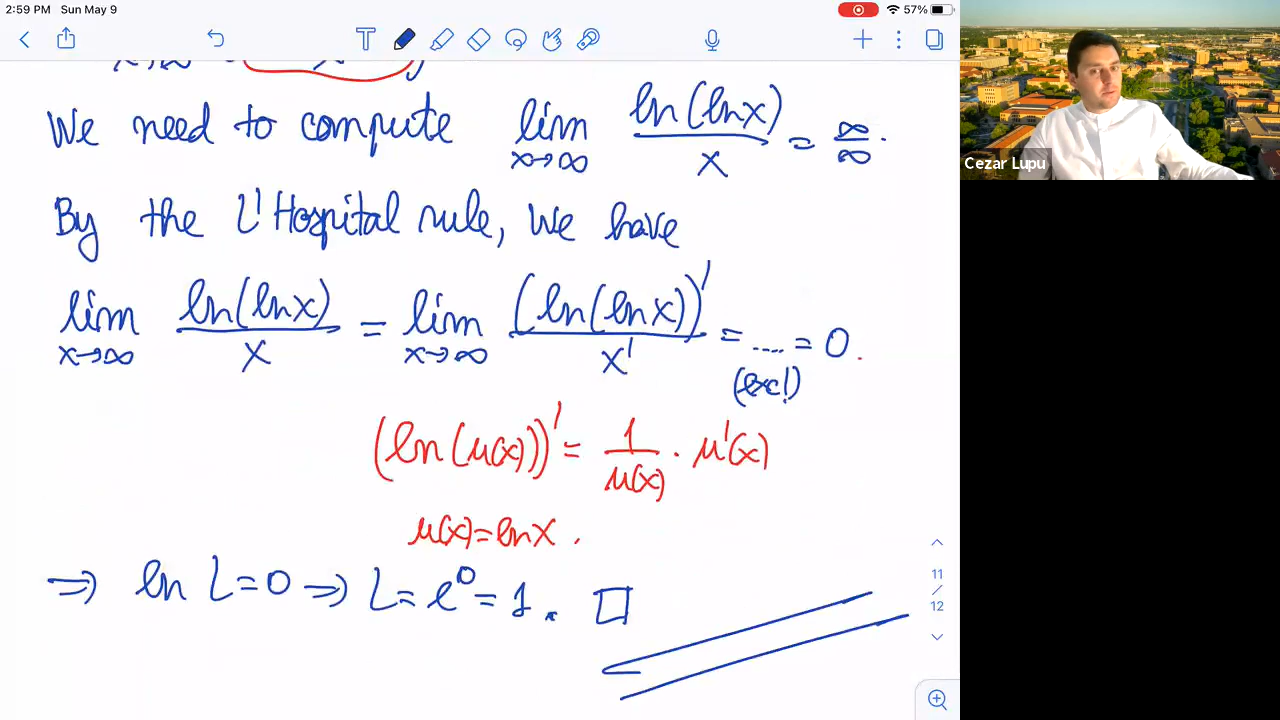 2:59 PM Sun May 9
57%
x→∞
We need to compute lim x→∞ ln(lnx)/x = ∞/∞.
By the L'Hospital rule, we have
lim x→∞ ln(lnx)/x = lim x→∞ (ln(lnx))'/x' = .... = 0.
(exc!)
(ln(u(x)))' = 1/u(x) · u'(x)
u(x)=lnx.
⇒ ln L=0 ⇒ L=e^0=1. □
11
/
12
Cezar Lupu